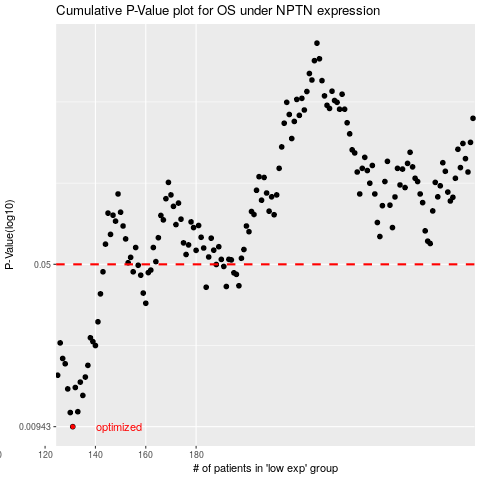 Cumulative P-Value plot for OS under NPTN expression
P-Value(log10)
0.05
0.00943
optimized
0 120 140 160 180
# of patients in 'low exp' group